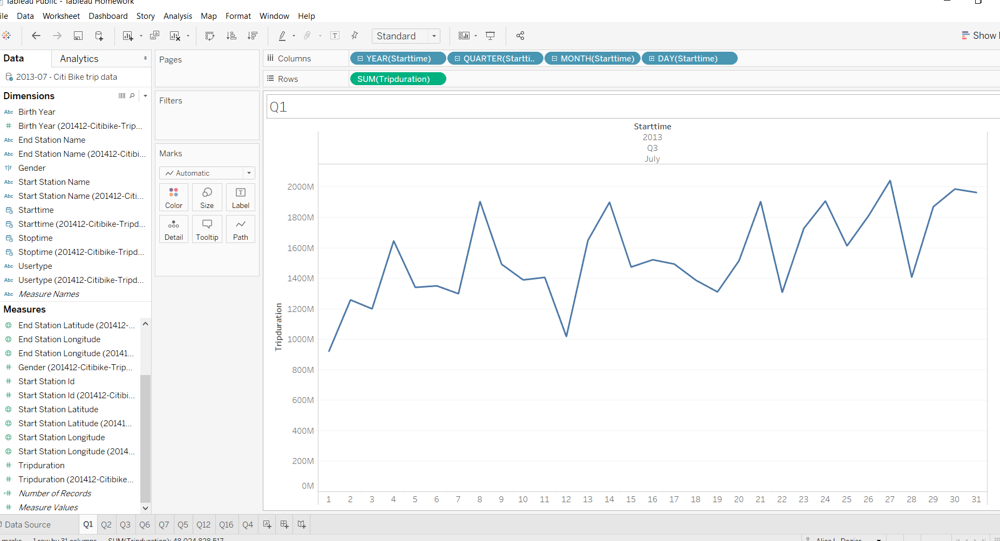 Tableau Public - Tableau Homework
ile Data Worksheet Dashboard Story Analysis Map Format Window Help
Standard
Show
Data
Analytics
2013-07 - Citi Bike trip data
Dimensions
Abc Birth Year
Birth Year (201412-Citibike-Trip...
Abc End Station Name
Abc End Station Name (201412-Citibi...
T|F Gender
Abc Start Station Name
Abc Start Station Name (201412-Citi...
Starttime
Starttime (201412-Citibike-Tripd...
Stoptime
Stoptime (201412-Citibike-Tripd...
Abc Usertype
Abc Usertype (201412-Citibike-Tripd...
Abc Measure Names
Measures
End Station Latitude (201412-...
End Station Longitude
End Station Longitude (20141...
Gender (201412-Citibike-Trip...
Start Station Id
Start Station Id (201412-Citibi...
Start Station Latitude
Start Station Latitude (20141...
Start Station Longitude
Start Station Longitude (2014...
Tripduration
Tripduration (201412-Citibike...
Number of Records
Measure Values
Pages
Filters
Marks
Automatic
Color Size Label
Detail Tooltip Path
Columns YEAR(Starttime) QUARTER(Startti.. MONTH(Starttime) DAY(Starttime)
Rows SUM(Tripduration)
Q1
Starttime
2013
Q3
July
Tripduration
2000M
1800M
1600M
1400M
1200M
1000M
800M
600M
400M
200M
0M
1 2 3 4 5 6 7 8 9 10 11 12 13 14 15 16 17 18 19 20 21 22 23 24 25 26 27 28 29 30 31
Data Source Q1 Q2 Q3 Q6 Q7 Q5 Q12 Q16 Q4
marks 1 row by 31 columns SUM(Tripduration): 48,024,828,517 Alice L. Dozier